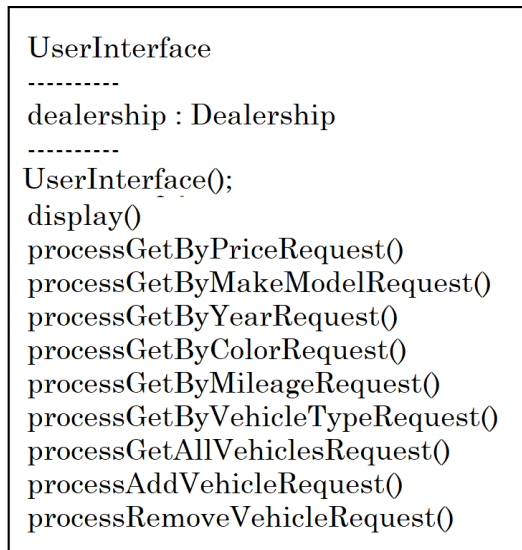 UserInterface
----------
dealership : Dealership
----------
UserInterface();
display()
processGetByPriceRequest()
processGetByMakeModelRequest()
processGetByYearRequest()
processGetByColorRequest()
processGetByMileageRequest()
processGetByVehicleTypeRequest()
processGetAllVehiclesRequest()
processAddVehicleRequest()
processRemoveVehicleRequest()